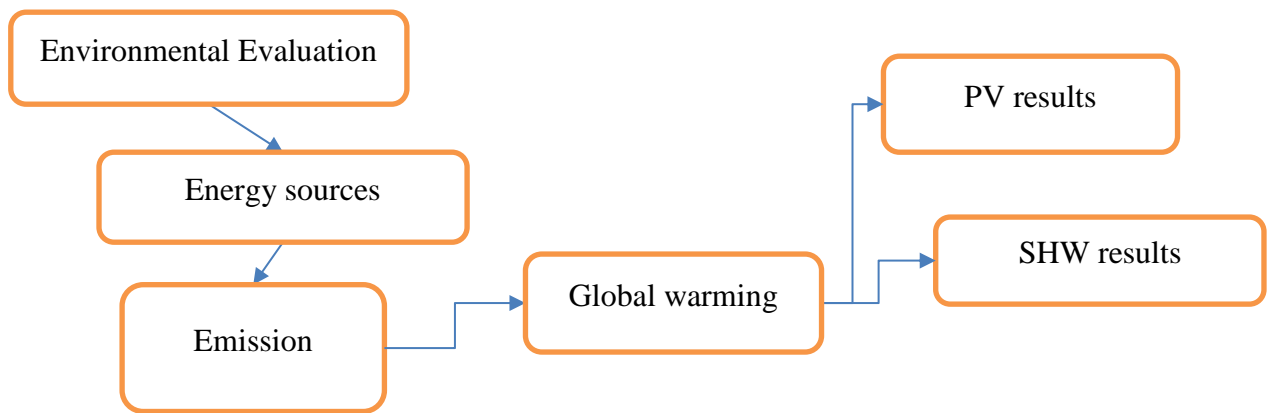 Environmental Evaluation
Energy sources
Emission
Global warming
PV results
SHW results